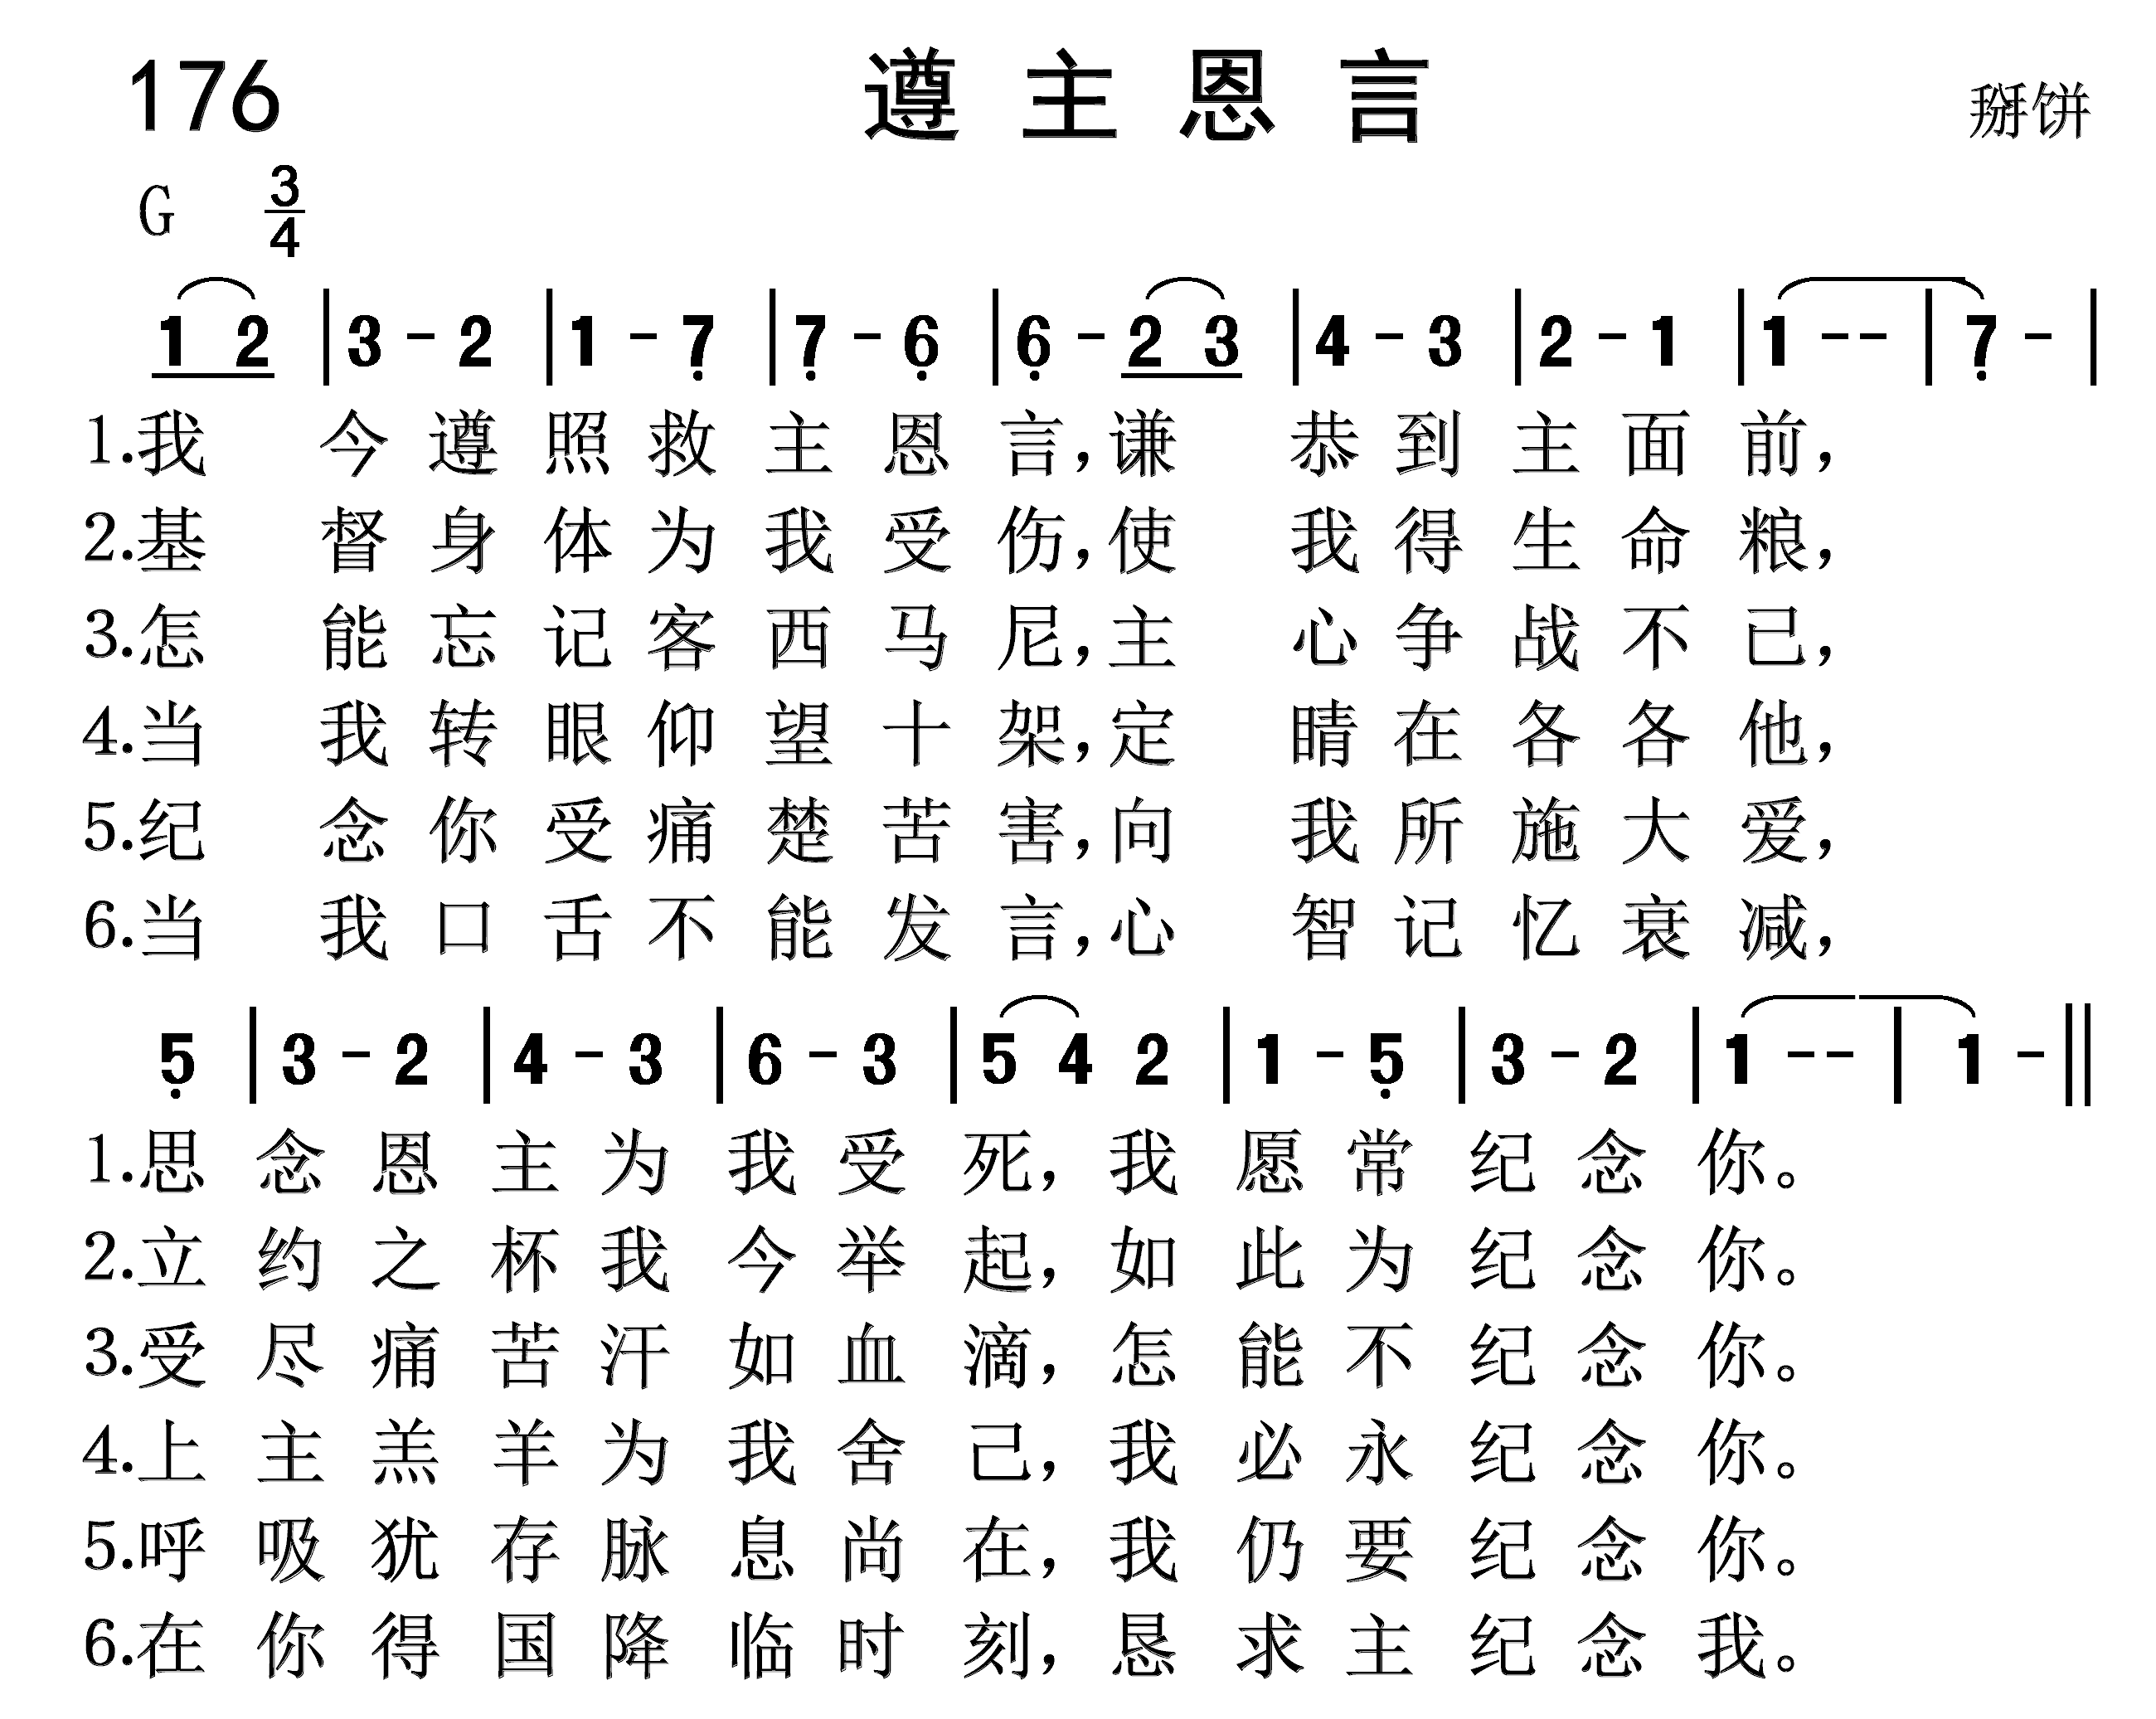 176 遵主恩言 掰饼
G 3/4
1 2 | 3 - 2 | 1 - 7̣ | 7̣ - 6̣ | 6̣ - 2 3 | 4 - 3 | 2 - 1 | 1 - - | 7̣ - |
1.我 今遵照救主恩言,谦 恭到主面前,
2.基 督身体为我受伤,使 我得生命粮,
3.怎 能忘记客西马尼,主 心争战不已,
4.当 我转眼仰望十架,定 睛在各各他,
5.纪 念你受痛楚苦害,向 我所施大爱,
6.当 我口舌不能发言,心 智记忆衰减,
5̣ | 3 - 2 | 4 - 3 | 6 - 3 | 5 4 2 | 1 - 5̣ | 3 - 2 | 1 - - | 1 - ‖
1.思念恩主为我受死,我愿常纪念你。
2.立约之杯我今举起,如此为纪念你。
3.受尽痛苦汗如血滴,怎能不纪念你。
4.上主羔羊为我舍己,我必永纪念你。
5.呼吸犹存脉息尚在,我仍要纪念你。
6.在你得国降临时刻,恳求主纪念我。